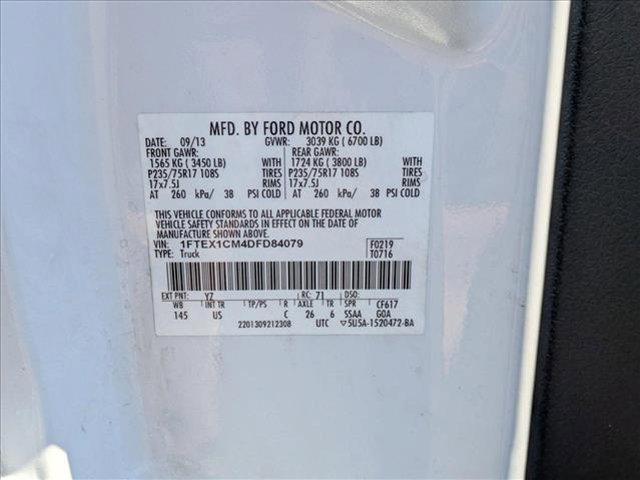 MFD. BY FORD MOTOR CO.
DATE: 09/13 GVWR: 3039 KG ( 6700 LB)
FRONT GAWR: REAR GAWR:
1565 KG ( 3450 LB) WITH 1724 KG ( 3800 LB) WITH
P235/75R17 108S TIRES P235/75R17 108S TIRES
17x7.5J RIMS 17x7.5J RIMS
AT 260 kPa/ 38 PSI COLD AT 260 kPa/ 38 PSI COLD
THIS VEHICLE CONFORMS TO ALL APPLICABLE FEDERAL MOTOR
VEHICLE SAFETY STANDARDS IN EFFECT ON THE DATE OF
MANUFACTURE SHOWN ABOVE.
VIN: 1FTEX1CM4DFD84079 F0219
TYPE: Truck T0716
EXT PNT: YZ RC: 71 DSO:
WB INT TR TP/PS R AXLE TR SPR CF617
145 US C 26 6 SSAA GOA
2201309212308 UTC ▽5U5A-1520472-BA